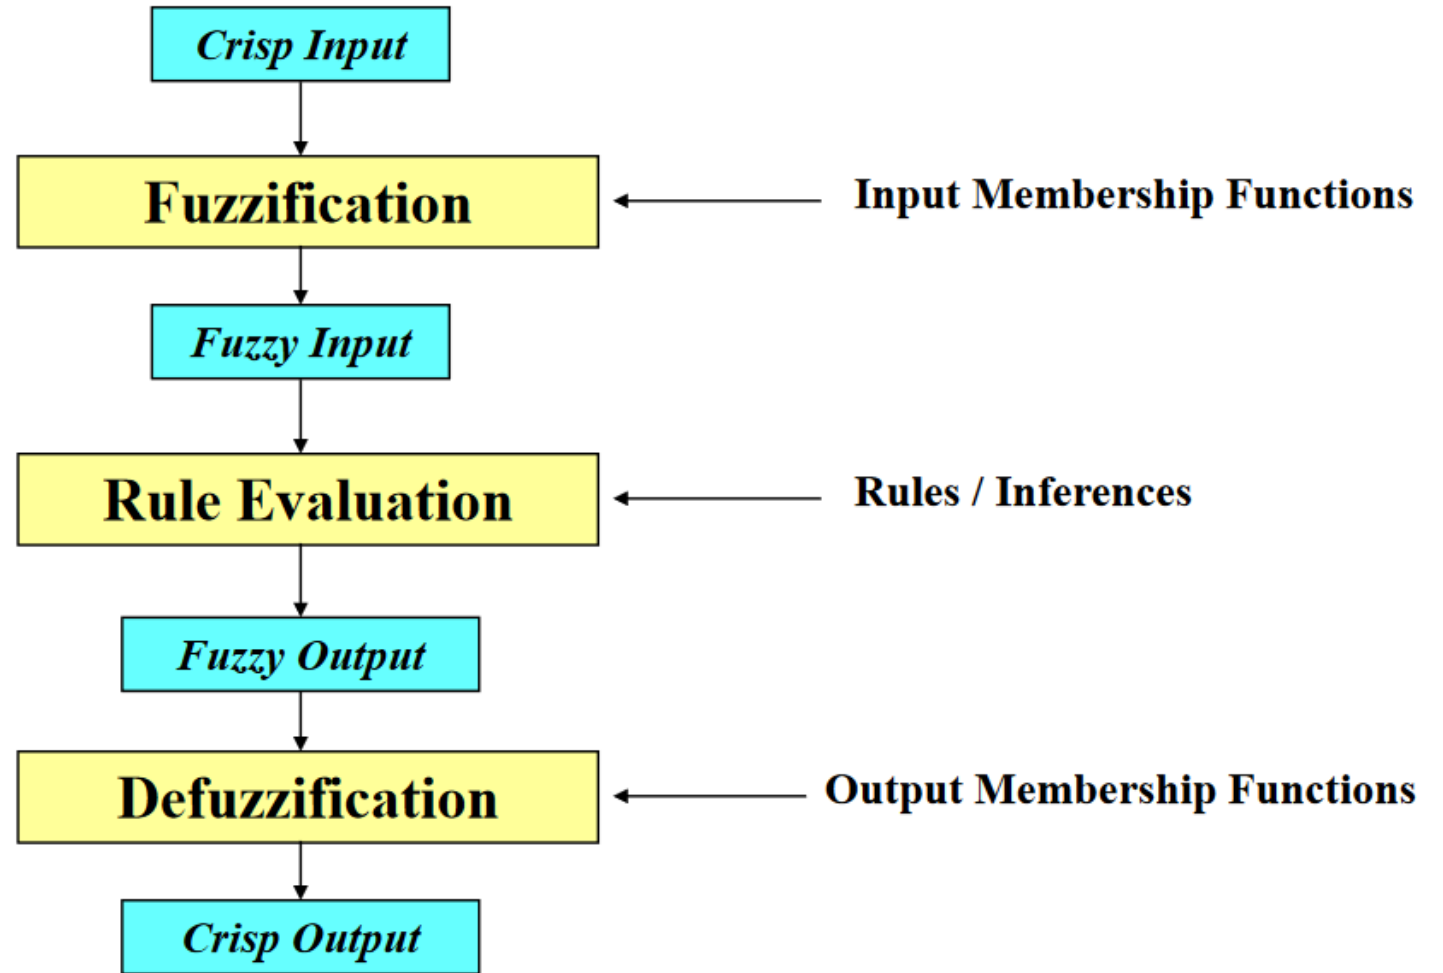 Crisp Input
Fuzzification
Input Membership Functions
Fuzzy Input
Rule Evaluation
Rules / Inferences
Fuzzy Output
Defuzzification
Output Membership Functions
Crisp Output